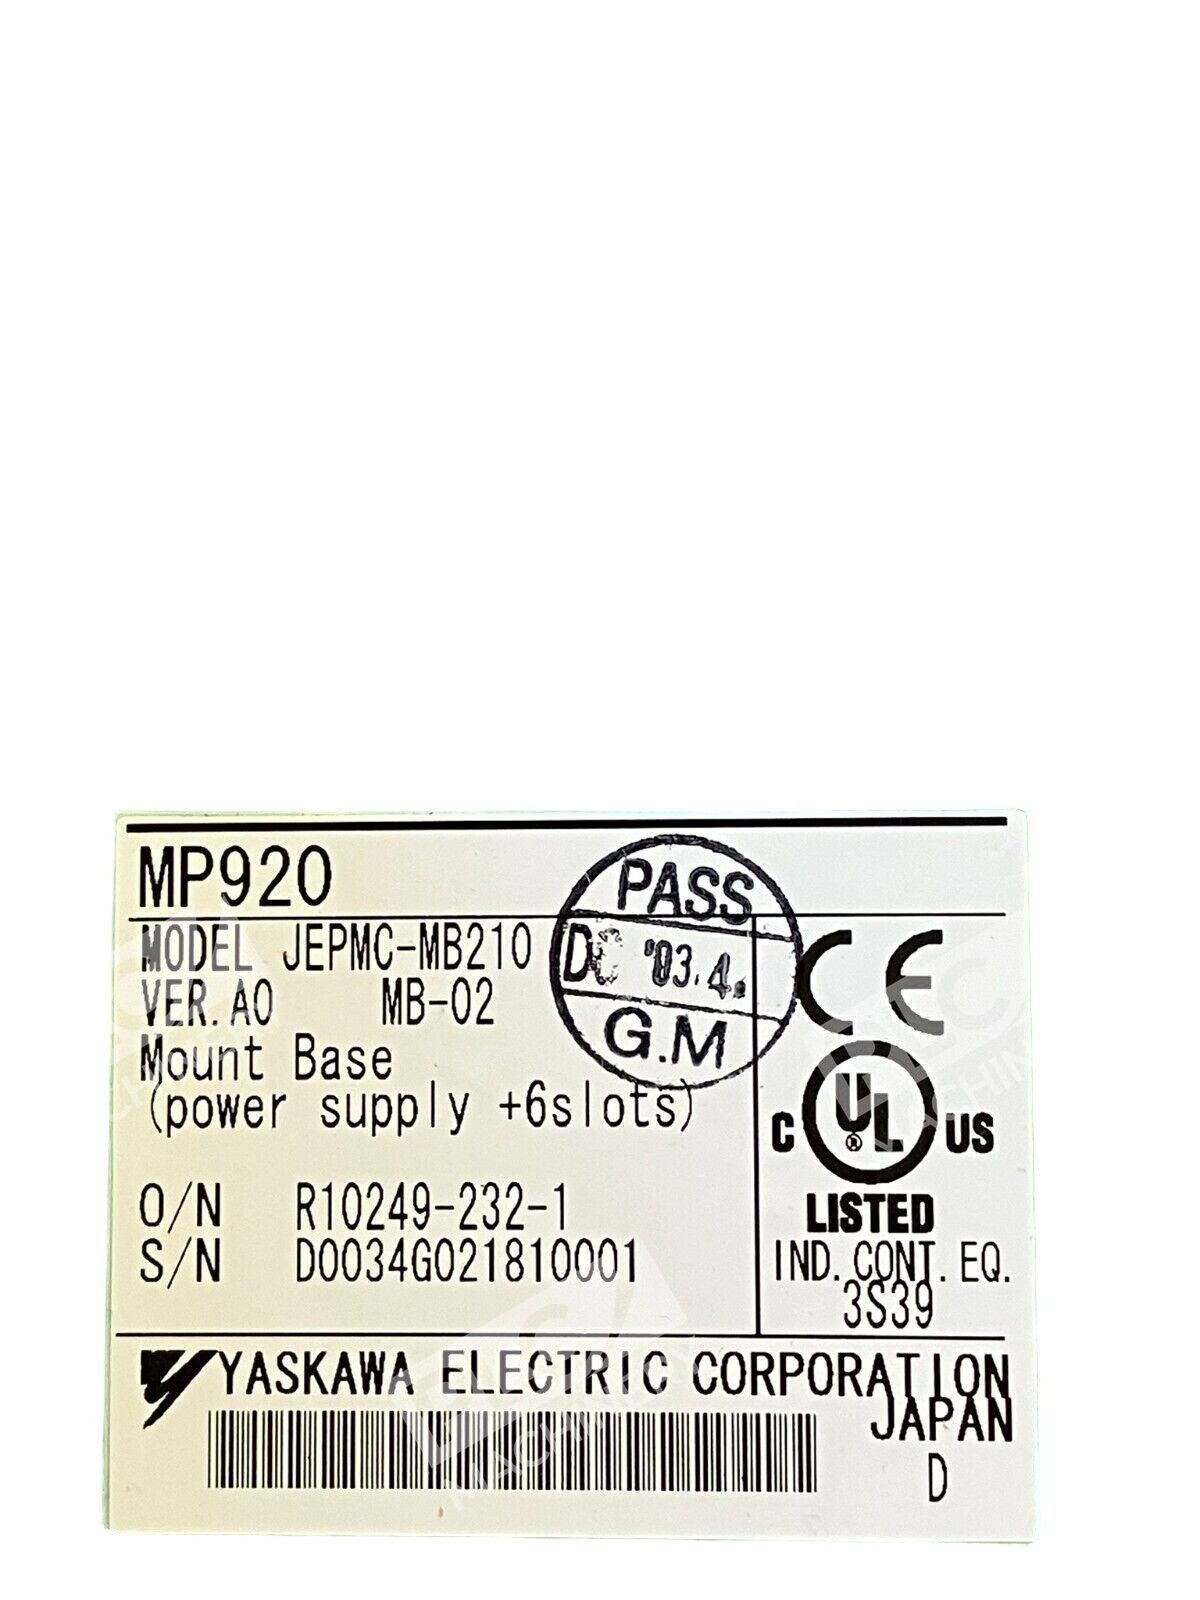 MP920
PASS
'03.4.
G.M
MODEL JEPMC-MB210
VER.A0 MB-02
Mount Base
(power supply +6slots)
O/N R10249-232-1
S/N D0034G021810001
CE
C UL US
®
LISTED
IND. CONT. EQ.
3S39
YASKAWA ELECTRIC CORPORATION
JAPAN
D